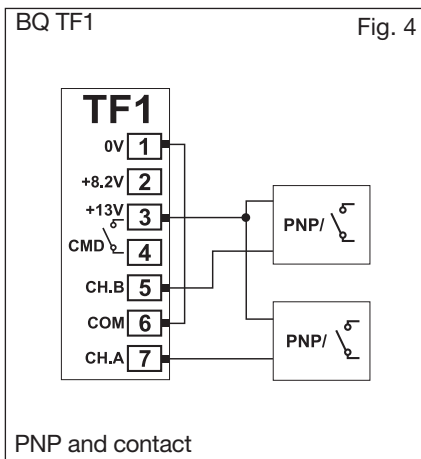 BQ TF1
Fig. 4
TF1
0V 1
+8.2V 2
+13V 3
CMD 4
CH.B 5
COM 6
CH.A 7
PNP/
PNP/
PNP and contact